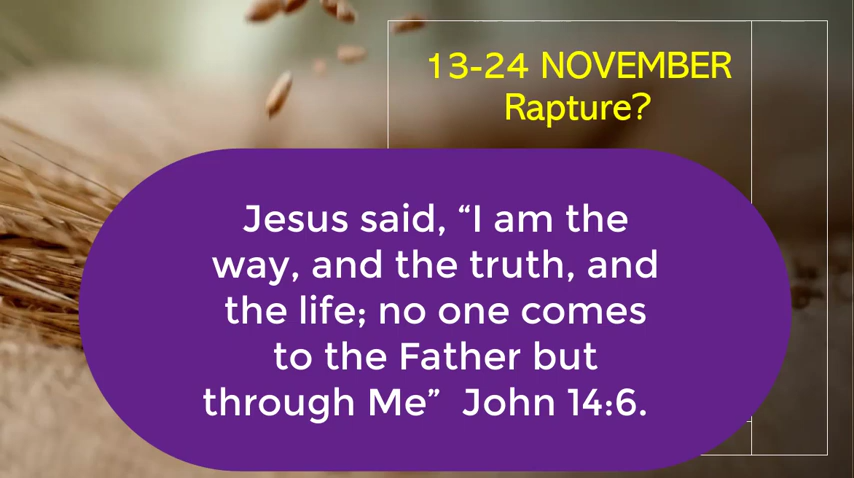 13-24 NOVEMBER
Rapture?
Jesus said, “I am the
way, and the truth, and
the life; no one comes
to the Father but
through Me” John 14:6.